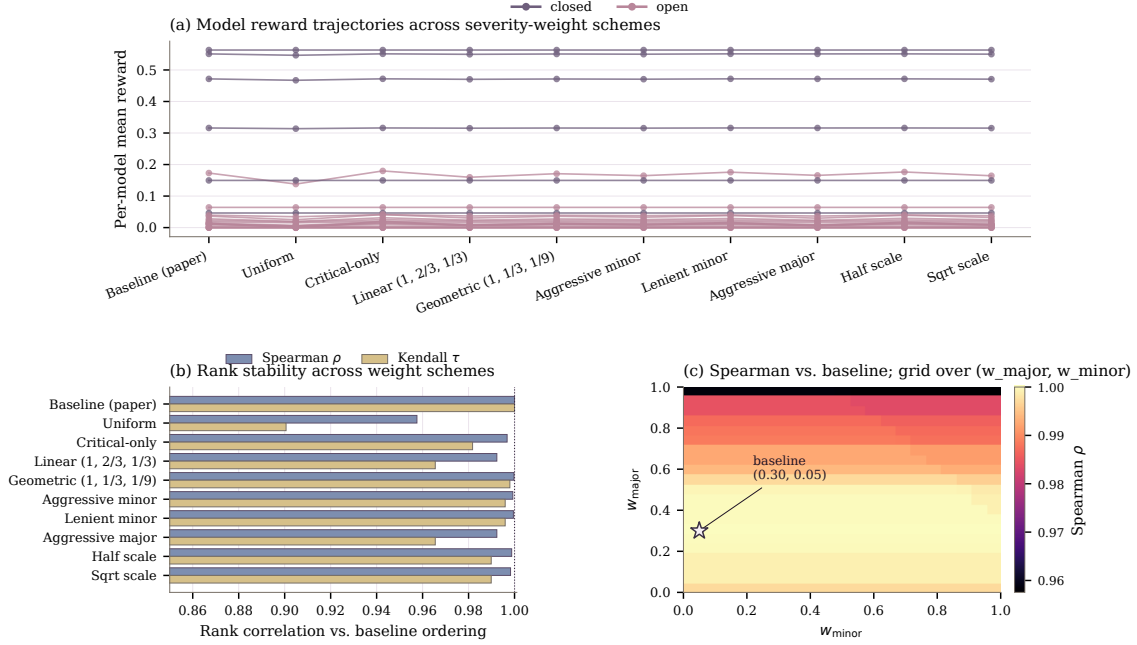 closed open
(a) Model reward trajectories across severity-weight schemes
Per-model mean reward
0.5
0.4
0.3
0.2
0.1
0.0
Baseline (paper)
Uniform
Critical-only
Linear (1, 2/3, 1/3)
Geometric (1, 1/3, 1/9)
Aggressive minor
Lenient minor
Aggressive major
Half scale
Sqrt scale
Spearman ρ Kendall τ
(b) Rank stability across weight schemes
Baseline (paper)
Uniform
Critical-only
Linear (1, 2/3, 1/3)
Geometric (1, 1/3, 1/9)
Aggressive minor
Lenient minor
Aggressive major
Half scale
Sqrt scale
0.86 0.88 0.90 0.92 0.94 0.96 0.98 1.00
Rank correlation vs. baseline ordering
(c) Spearman vs. baseline; grid over (w_major, w_minor)
w_major
1.0
0.8
0.6
0.4
0.2
0.0
baseline
(0.30, 0.05)
0.0 0.2 0.4 0.6 0.8 1.0
w_minor
1.00
0.99
0.98
0.97
0.96
Spearman ρ